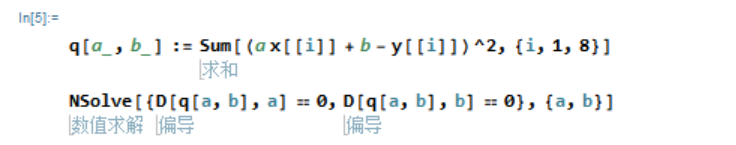 In[5]:=
q[a_, b_] := Sum[(a x[[i]] + b - y[[i]])^2, {i, 1, 8}]
求和
NSolve[{D[q[a, b], a] == 0, D[q[a, b], b] == 0}, {a, b}]
数值求解 偏导 偏导